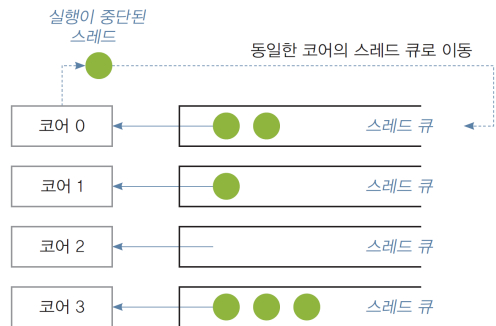 실행이 중단된
스레드
동일한 코어의 스레드 큐로 이동
코어 0
스레드 큐
코어 1
스레드 큐
코어 2
스레드 큐
코어 3
스레드 큐